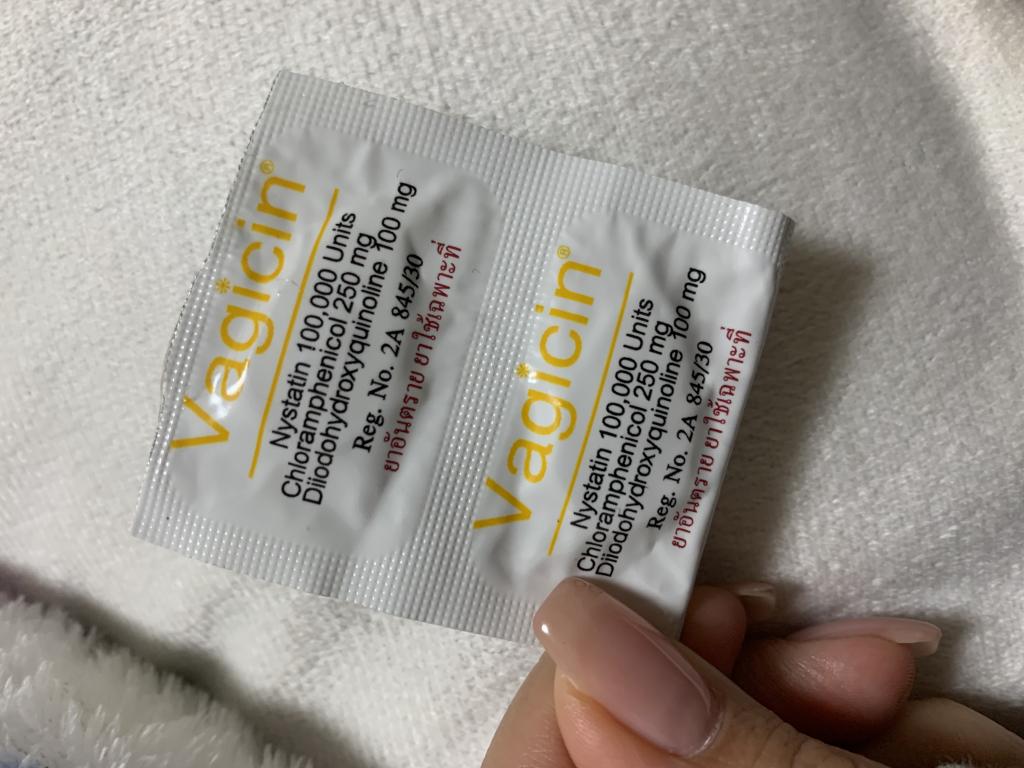 Vagicin®
Nystatin 100,000 Units
Chloramphenicol 250 mg
Diiodohydroxyquinoline 100 mg
Reg. No. 2A 845/30
ยาอันตราย ยาใช้เฉพาะที่
Vagicin®
Nystatin 100,000 Units
Chloramphenicol 250 mg
Diiodohydroxyquinoline 100 mg
Reg. No. 2A 845/30
ยาอันตราย ยาใช้เฉพาะที่